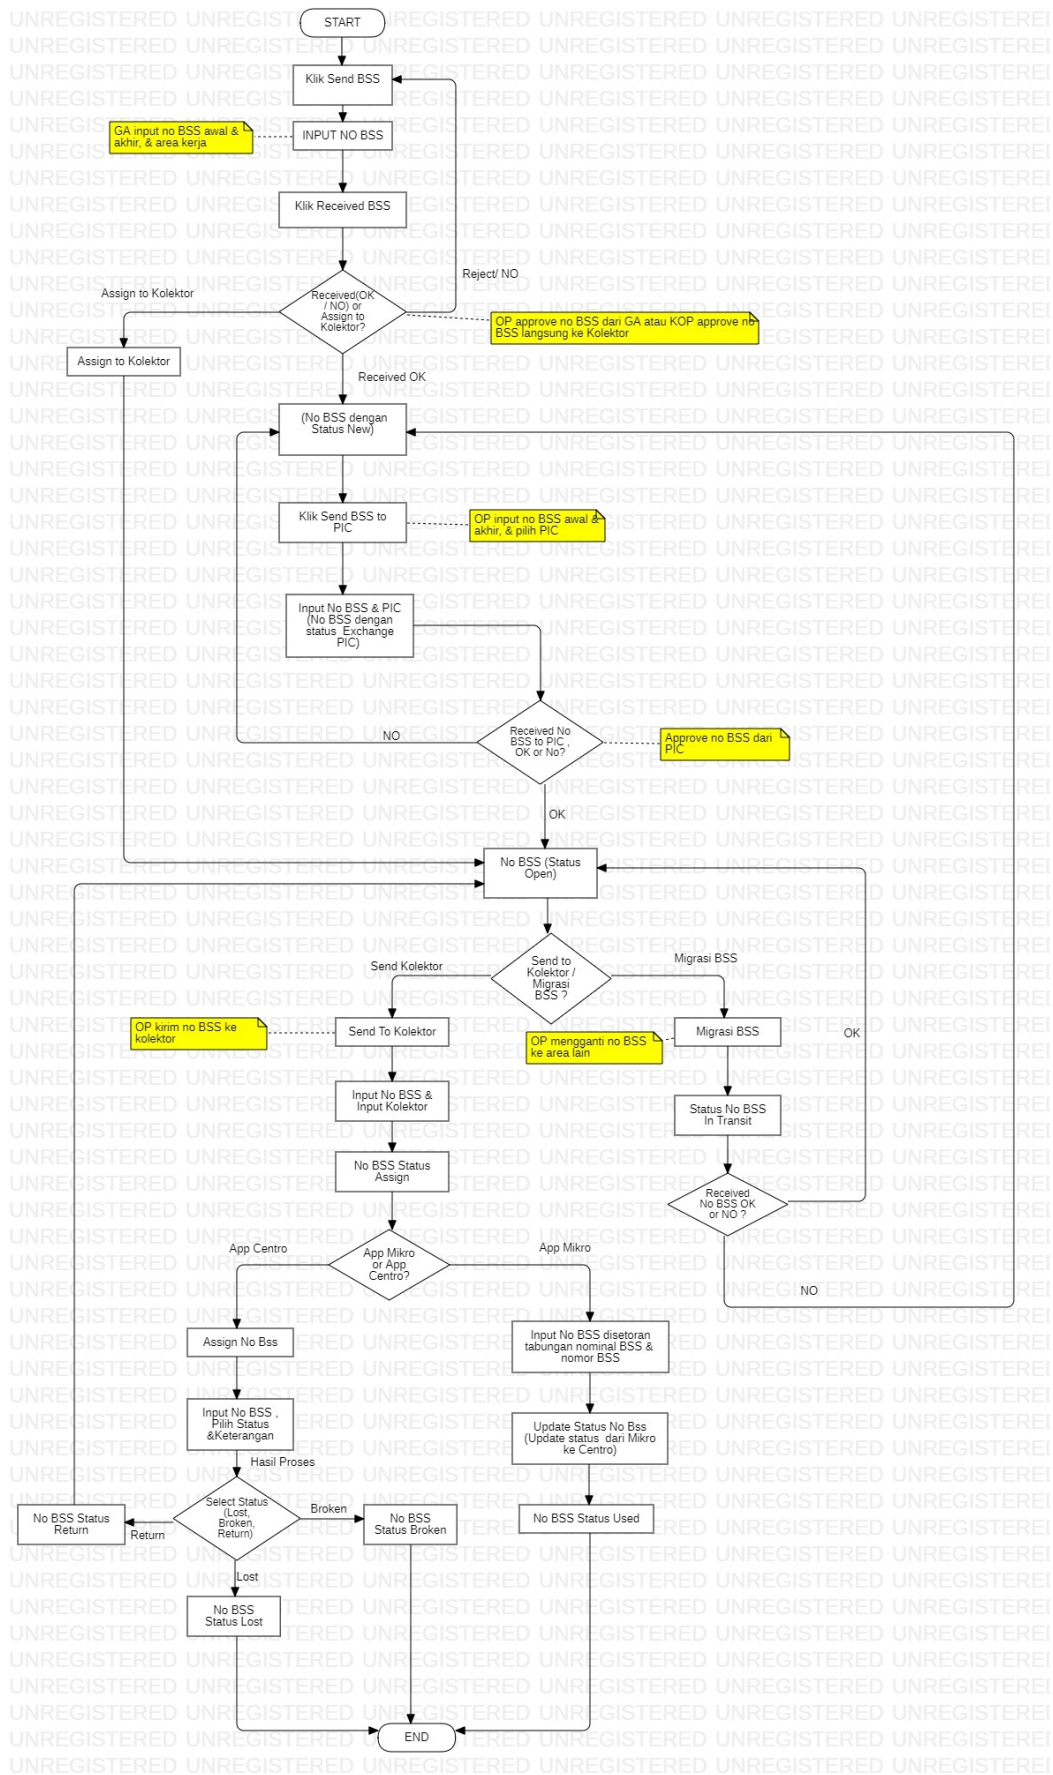 START
Klik Send BSS
GA input no BSS awal &
akhir, & area kerja
INPUT NO BSS
Klik Received BSS
Reject/ NO
Assign to Kolektor
Received(OK
/ NO) or
Assign to
Kolektor?
OP approve no BSS dari GA atau KOP approve no
BSS langsung ke Kolektor
Assign to Kolektor
Received OK
(No BSS dengan
Status New)
Klik Send BSS to
PIC
OP input no BSS awal &
akhir, & pilih PIC
Input No BSS & PIC
(No BSS dengan
status Exchange
PIC)
NO
Received No
BSS to PIC ,
OK or No?
Approve no BSS dari
PIC
OK
No BSS (Status
Open)
Send Kolektor
Send to
Kolektor /
Migrasi
BSS ?
Migrasi BSS
OP kirim no BSS ke
kolektor
Send To Kolektor
OP mengganti no BSS
ke area lain
Migrasi BSS
OK
Input No BSS &
Input Kolektor
Status No BSS
In Transit
No BSS Status
Assign
Received
No BSS OK
or NO ?
App Centro
App Mikro
or App
Centro?
App Mikro
NO
Assign No Bss
Input No BSS disetoran
tabungan nominal BSS &
nomor BSS
Input No BSS ,
Pilih Status
&Keterangan
Update Status No Bss
(Update status dari Mikro
ke Centro)
Hasil Proses
No BSS Status
Return
Return
Select Status
(Lost,
Broken,
Return)
Broken
No BSS
Status Broken
No BSS Status Used
Lost
No BSS
Status Lost
END